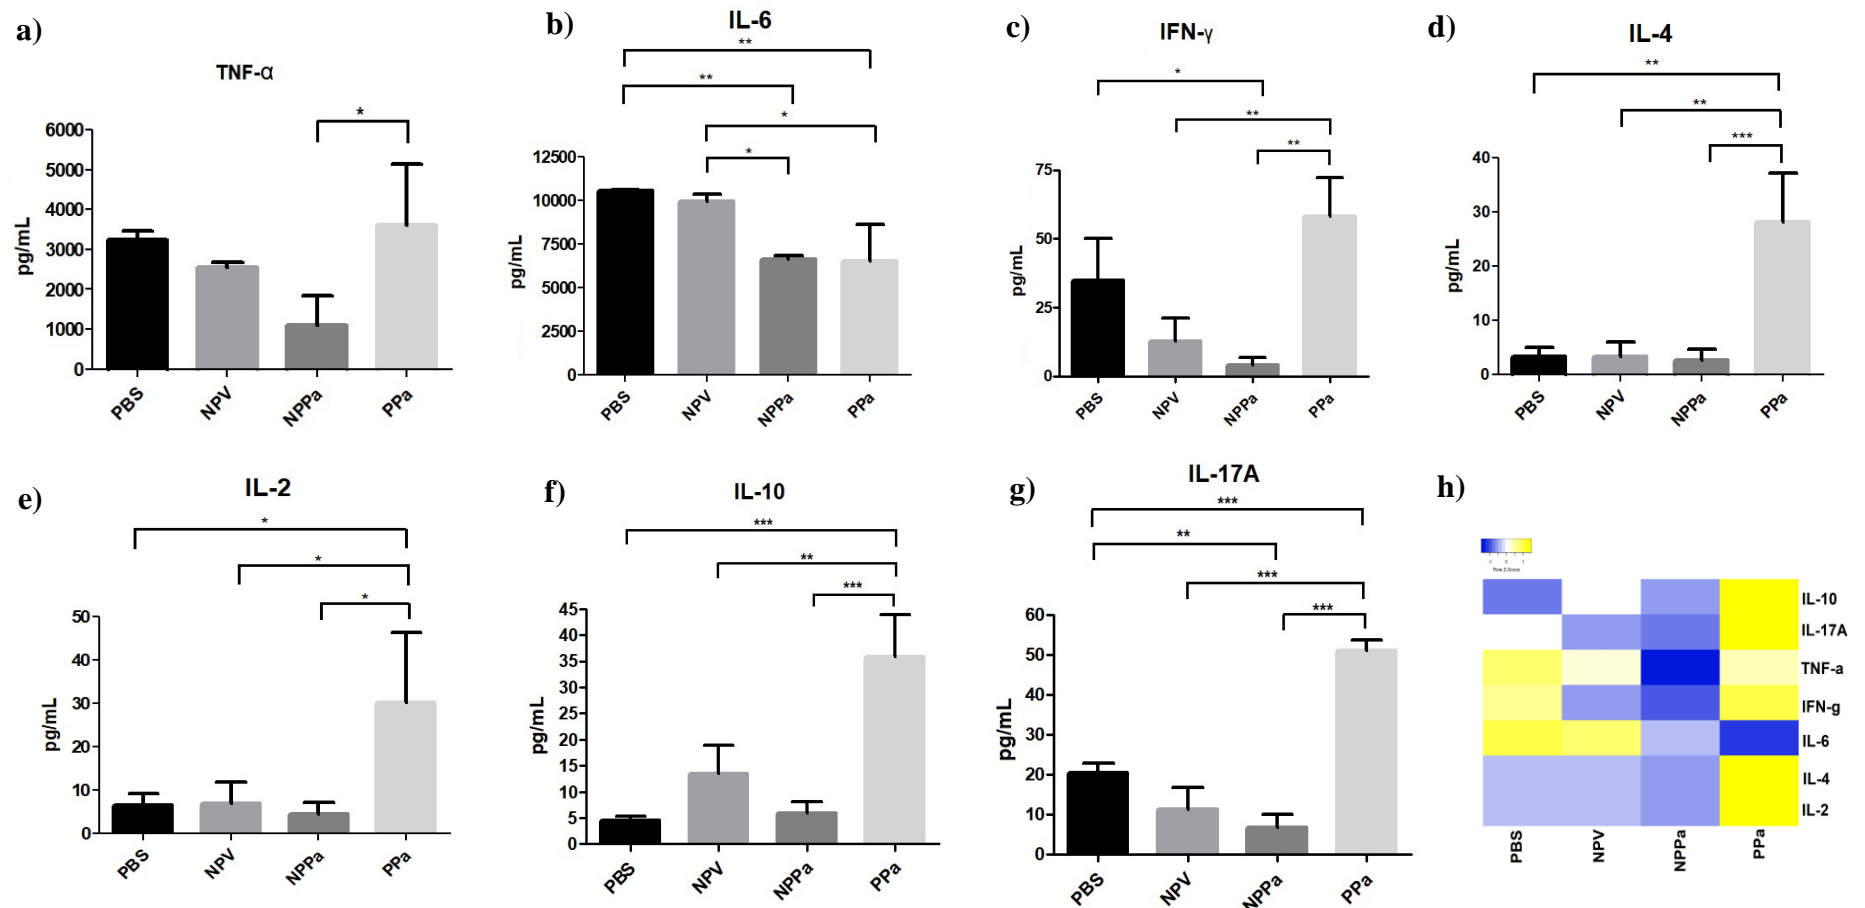 a)
TNF-α
*
6000
5000
4000
3000
2000
1000
0
pg/mL
PBS
NPV
NPPa
PPa
b)
IL-6
**
**
*
*
12500
10000
7500
5000
2500
0
pg/mL
PBS
NPV
NPPa
PPa
c)
IFN-γ
*
**
**
75
50
25
0
pg/mL
PBS
NPV
NPPa
PPa
d)
IL-4
**
**
***
40
30
20
10
0
pg/mL
PBS
NPV
NPPa
PPa
e)
IL-2
*
*
*
50
40
30
20
10
0
pg/mL
PBS
NPV
NPPa
PPa
f)
IL-10
***
**
***
45
40
35
30
25
20
15
10
5
0
pg/mL
PBS
NPV
NPPa
PPa
g)
IL-17A
***
**
***
***
60
50
40
30
20
10
0
pg/mL
PBS
NPV
NPPa
PPa
h)
-1 0 1
Row Z-Score
IL-10
IL-17A
TNF-a
IFN-g
IL-6
IL-4
IL-2
PBS
NPV
NPPa
PPa